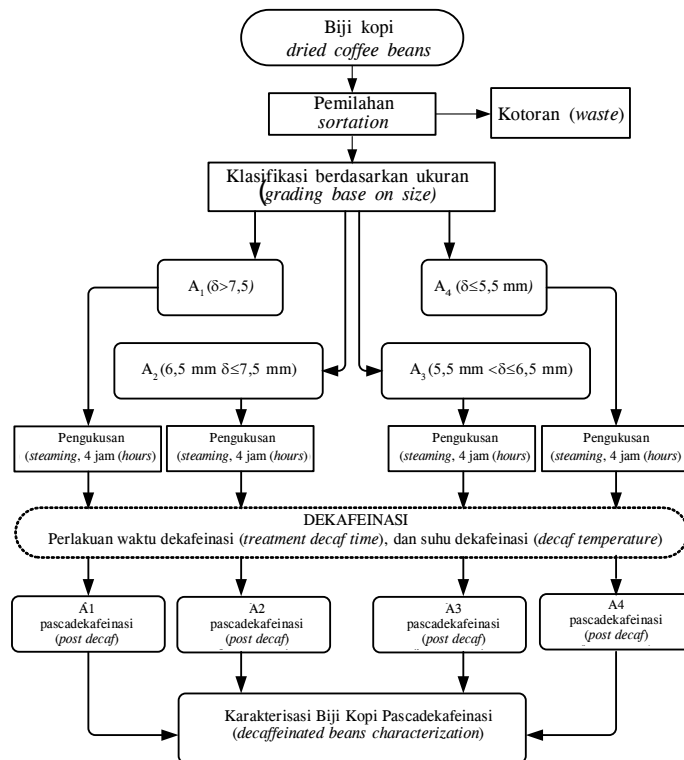 Biji kopi
dried coffee beans
Pemilahan
sortation
Kotoran (waste)
Klasifikasi berdasarkan ukuran
(grading base on size)
A1 (δ>7,5)
A4 (δ≤5,5 mm)
A2 (6,5 mm δ≤7,5 mm)
A3 (5,5 mm <δ≤6,5 mm)
Pengukusan
(steaming, 4 jam (hours)
Pengukusan
(steaming, 4 jam (hours)
Pengukusan
(steaming, 4 jam (hours)
Pengukusan
(steaming, 4 jam (hours)
DEKAFEINASI
Perlakuan waktu dekafeinasi (treatment decaf time), dan suhu dekafeinasi (decaf temperature)
A1
pascadekafeinasi
(post decaf)
A2
pascadekafeinasi
(post decaf)
A3
pascadekafeinasi
(post decaf)
A4
pascadekafeinasi
(post decaf)
Karakterisasi Biji Kopi Pascadekafeinasi
(decaffeinated beans characterization)